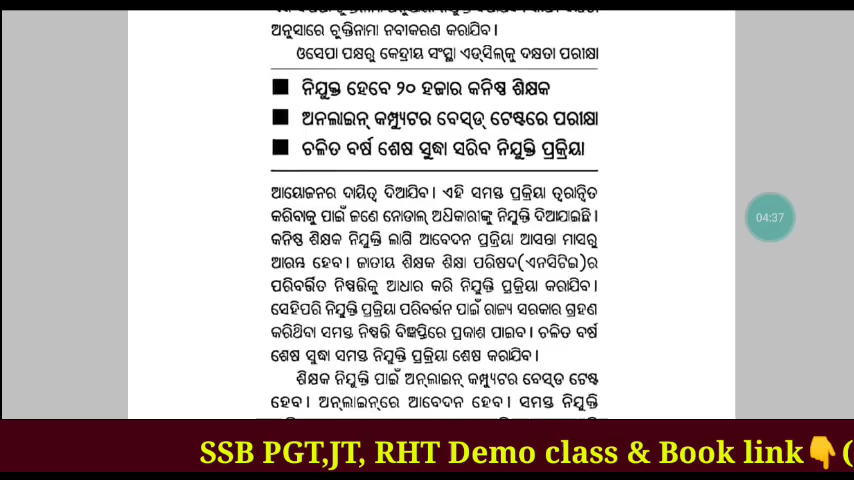 ଅନୁସାରେ ଚୁକ୍ତିନାମା ନବୀକରଣ କରାଯିବ।
ଓସେପା ପକ୍ଷରୁ କେନ୍ଦ୍ରୀୟ ସଂସ୍ଥା ଏଡ୍‌ସିଲ୍‌କୁ ଦକ୍ଷତା ପରୀକ୍ଷା
■ ନିଯୁକ୍ତ ହେବେ ୨୦ ହଜାର କନିଷ୍ଠ ଶିକ୍ଷକ
■ ଅନଲାଇନ୍ କମ୍ପ୍ୟୁଟର ବେସ୍‌ଡ୍ ଟେଷ୍ଟରେ ପରୀକ୍ଷା
■ ଚଳିତ ବର୍ଷ ଶେଷ ସୁଦ୍ଧା ସରିବ ନିଯୁକ୍ତି ପ୍ରକ୍ରିୟା
ଆୟୋଜନର ଦାୟିତ୍ୱ ଦିଆଯିବ। ଏହି ସମସ୍ତ ପ୍ରକ୍ରିୟା ତ୍ୱରାନ୍ୱିତ
କରିବାକୁ ପାଇଁ ଜଣେ ନୋଡାଲ୍ ଅଧିକାରୀଙ୍କୁ ନିଯୁକ୍ତି ଦିଆଯାଇଛି।
କନିଷ୍ଠ ଶିକ୍ଷକ ନିଯୁକ୍ତି ଲାଗି ଆବେଦନ ପ୍ରକ୍ରିୟା ଆସନ୍ତା ମାସରୁ
ଆରମ୍ଭ ହେବ। ଜାତୀୟ ଶିକ୍ଷକ ଶିକ୍ଷା ପରିଷଦ(ଏନସିଟିଇ)ର
ପରିବର୍ତ୍ତିତ ନିଷ୍ପତ୍ତିକୁ ଆଧାର କରି ନିଯୁକ୍ତି ପ୍ରକ୍ରିୟା କରାଯିବ।
ସେହିପରି ନିଯୁକ୍ତି ପ୍ରକ୍ରିୟା ପରିବର୍ତ୍ତନ ପାଇଁ ରାଜ୍ୟ ସରକାର ଗ୍ରହଣ
କରିଥିବା ସମସ୍ତ ନିଷ୍ପତ୍ତି ବିଜ୍ଞପ୍ତିରେ ପ୍ରକାଶ ପାଇବ। ଚଳିତ ବର୍ଷ
ଶେଷ ସୁଦ୍ଧା ସମସ୍ତ ନିଯୁକ୍ତି ପ୍ରକ୍ରିୟା ଶେଷ କରାଯିବ।
ଶିକ୍ଷକ ନିଯୁକ୍ତି ପାଇଁ ଅନ୍‌ଲାଇନ୍ କମ୍ପ୍ୟୁଟର ବେସ୍‌ଡ ଟେଷ୍ଟ
ହେବ। ଅନ୍‌ଲାଇନ୍‌ରେ ଆବେଦନ ହେବ। ସମସ୍ତ ନିଯୁକ୍ତି
04:37
SSB PGT,JT, RHT Demo class & Book link👇(